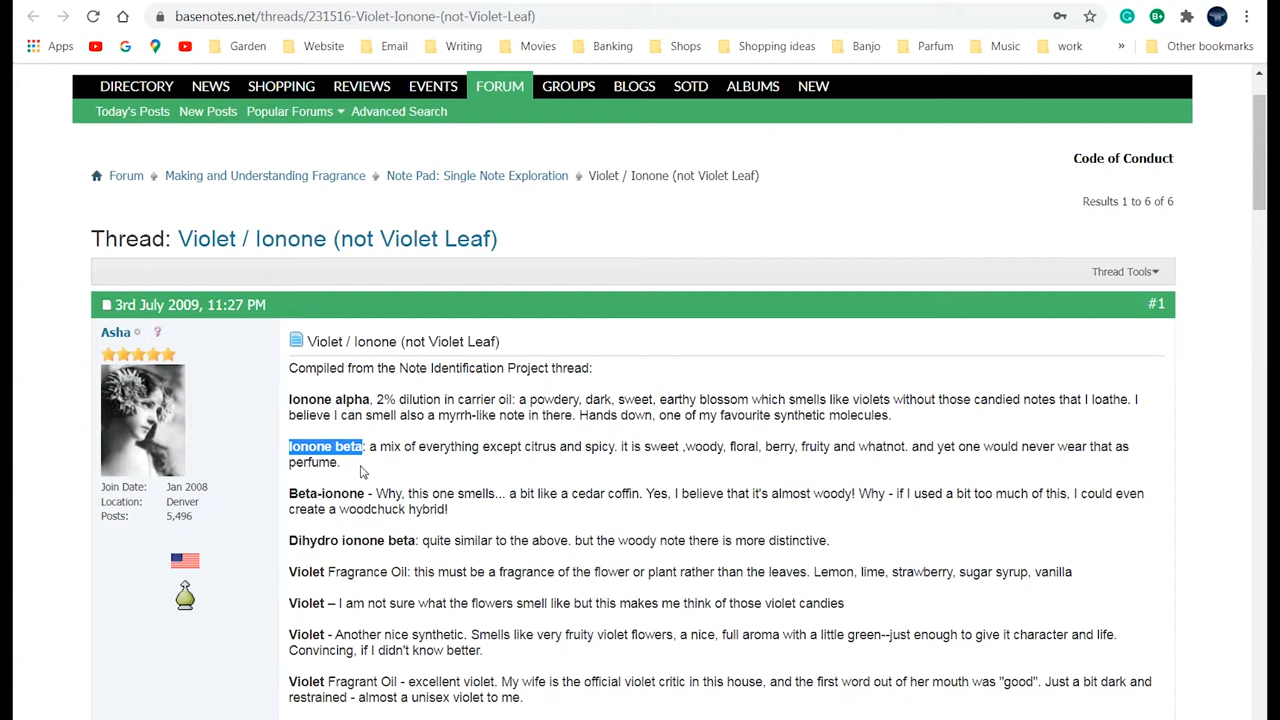 basenotes.net/threads/231516-Violet-Ionone-(not-Violet-Leaf)
Apps Garden Website Email Writing Movies Banking Shops Shopping ideas Banjo Parfum Music work » Other bookmarks
DIRECTORY NEWS SHOPPING REVIEWS EVENTS FORUM GROUPS BLOGS SOTD ALBUMS NEW
Today's Posts New Posts Popular Forums Advanced Search
Code of Conduct
Forum Making and Understanding Fragrance Note Pad: Single Note Exploration Violet / Ionone (not Violet Leaf)
Results 1 to 6 of 6
Thread: Violet / Ionone (not Violet Leaf)
Thread Tools
3rd July 2009, 11:27 PM #1
Asha
Join Date: Jan 2008
Location: Denver
Posts: 5,496
Violet / Ionone (not Violet Leaf)
Compiled from the Note Identification Project thread:
Ionone alpha, 2% dilution in carrier oil: a powdery, dark, sweet, earthy blossom which smells like violets without those candied notes that I loathe. I
believe I can smell also a myrrh-like note in there. Hands down, one of my favourite synthetic molecules.
Ionone beta: a mix of everything except citrus and spicy. it is sweet ,woody, floral, berry, fruity and whatnot. and yet one would never wear that as
perfume.
Beta-ionone - Why, this one smells... a bit like a cedar coffin. Yes, I believe that it's almost woody! Why - if I used a bit too much of this, I could even
create a woodchuck hybrid!
Dihydro ionone beta: quite similar to the above. but the woody note there is more distinctive.
Violet Fragrance Oil: this must be a fragrance of the flower or plant rather than the leaves. Lemon, lime, strawberry, sugar syrup, vanilla
Violet – I am not sure what the flowers smell like but this makes me think of those violet candies
Violet - Another nice synthetic. Smells like very fruity violet flowers, a nice, full aroma with a little green--just enough to give it character and life.
Convincing, if I didn't know better.
Violet Fragrant Oil - excellent violet. My wife is the official violet critic in this house, and the first word out of her mouth was "good". Just a bit dark and
restrained - almost a unisex violet to me.